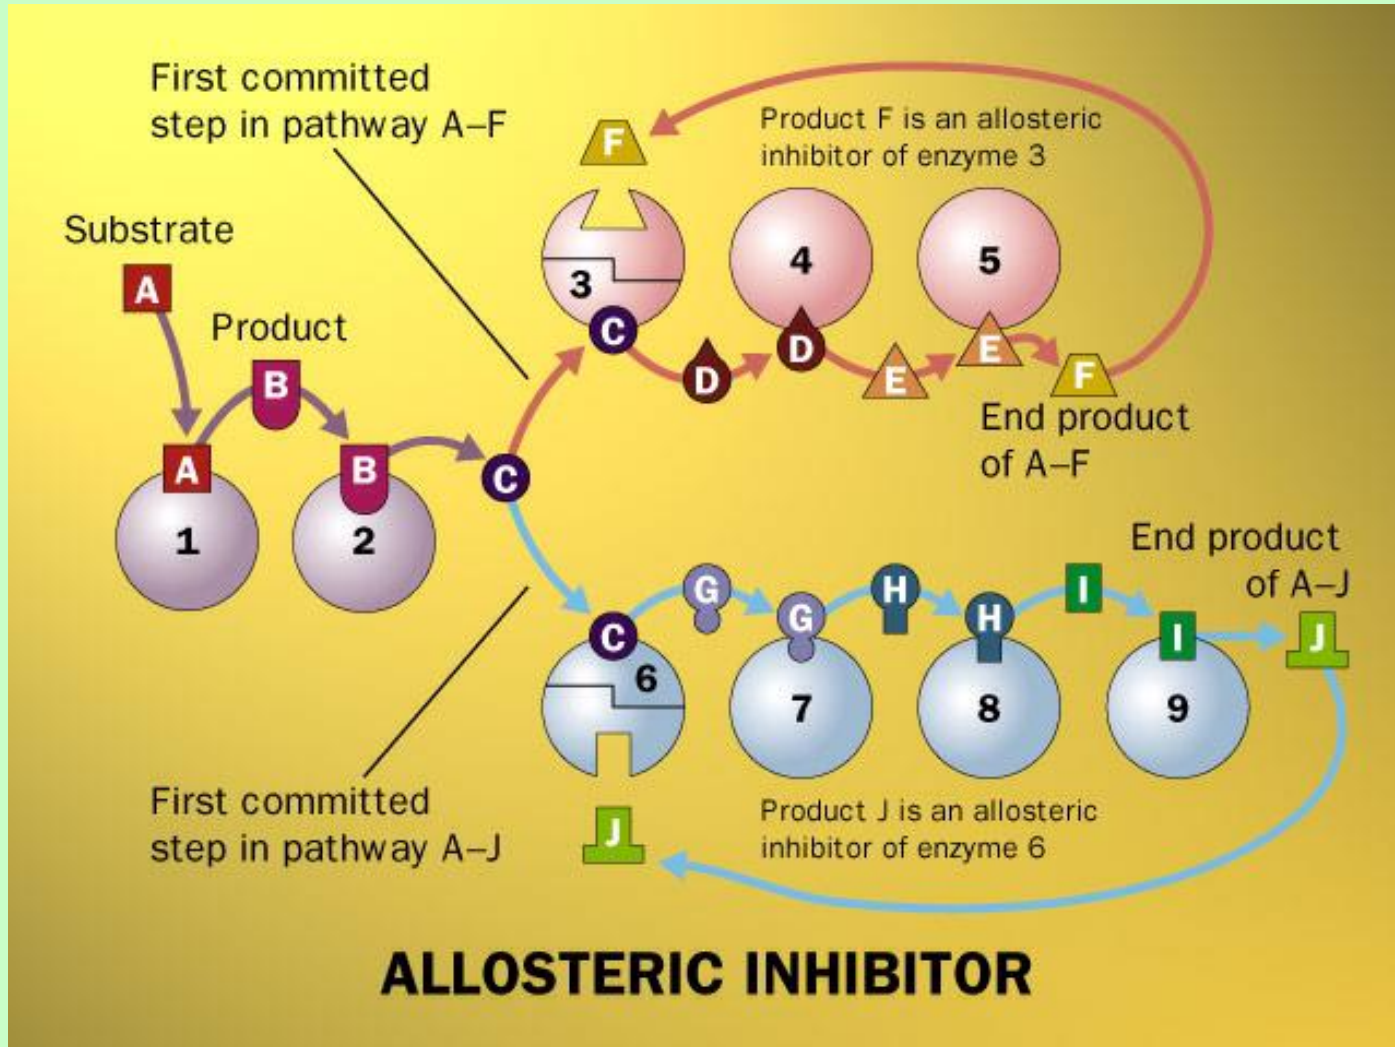 First committed
step in pathway A–F
Product F is an allosteric
inhibitor of enzyme 3
F
Substrate
A
3
4
5
Product
B
C
D
D
E
E
F
End product
of A–F
A
B
C
1
2
End product
of A–J
C
G
G
H
H
I
I
J
6
7
8
9
First committed
step in pathway A–J
J
Product J is an allosteric
inhibitor of enzyme 6
ALLOSTERIC INHIBITOR